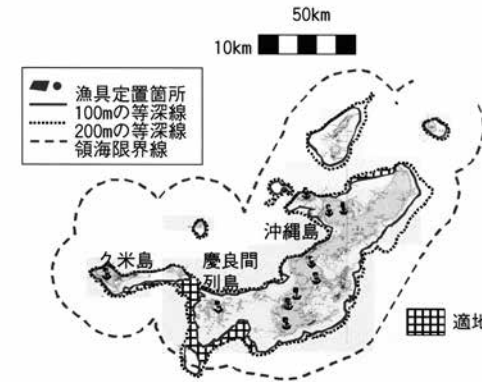 50km
10km
漁具定置箇所
100mの等深線
200mの等深線
領海限界線
沖縄島
久米島
慶良間
列島
適地